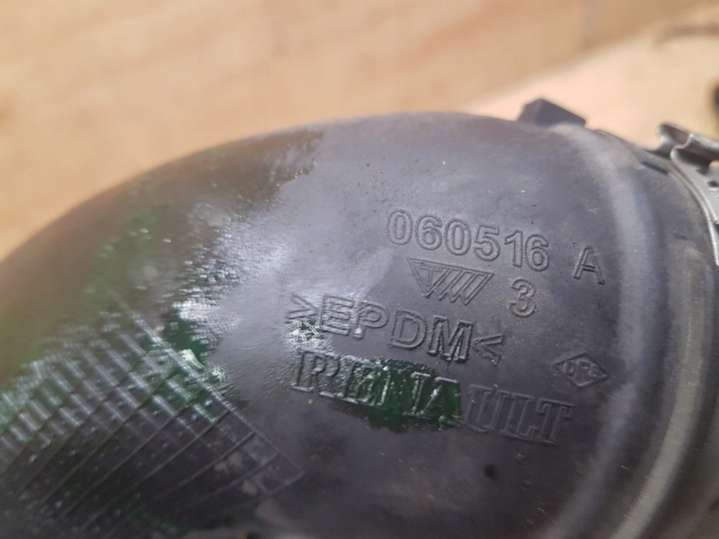 060516 A
3
>EPDM<
RENAULT